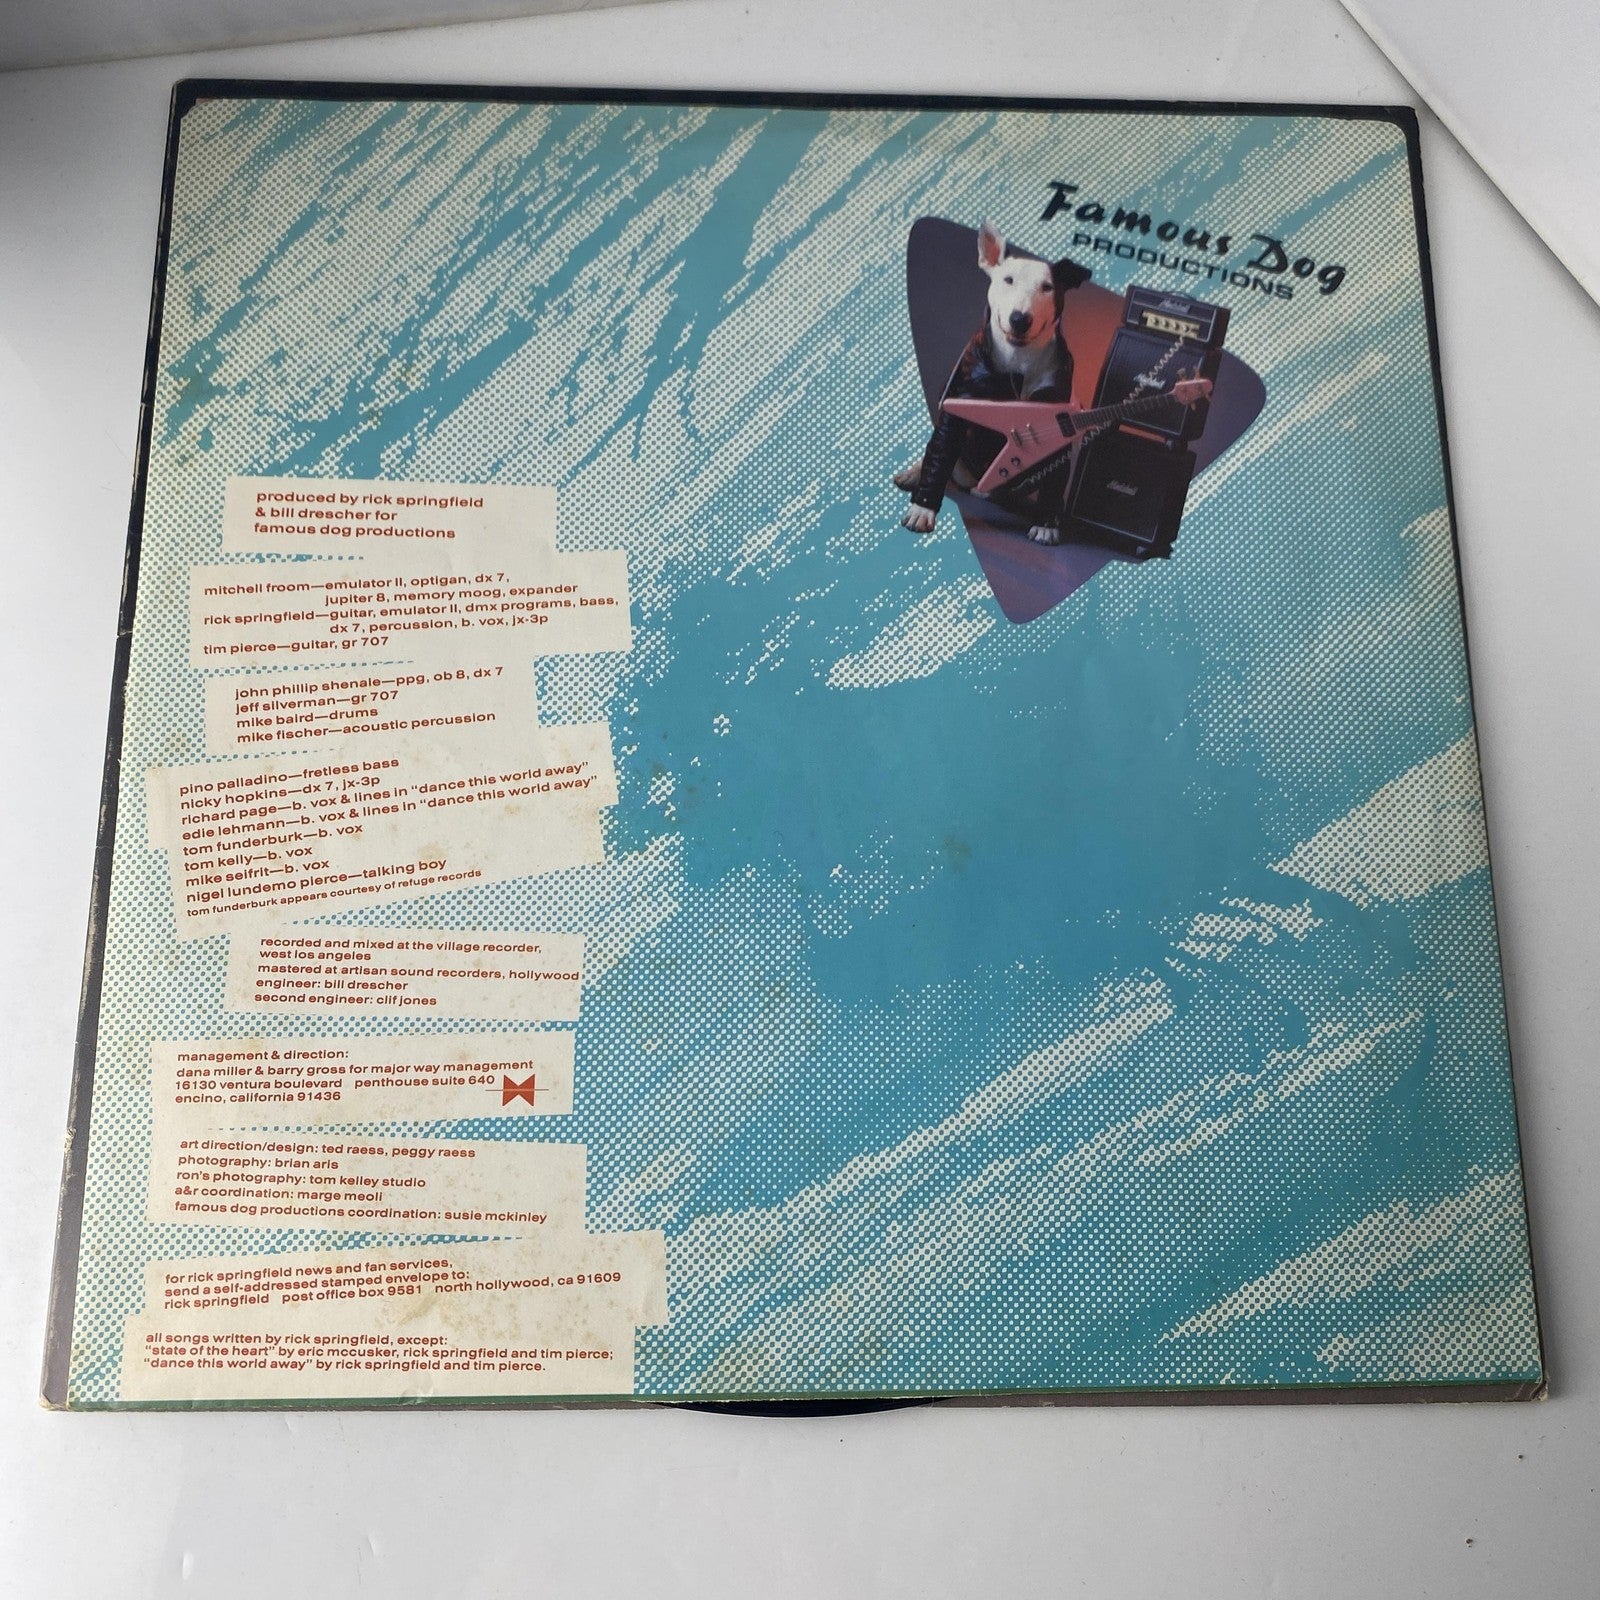 Famous Dog
PRODUCTIONS
Marshall
Marshall
Marshall
produced by rick springfield
& bill drescher for
famous dog productions
mitchell froom—emulator II, optigan, dx 7,
jupiter 8, memory moog, expander
rick springfield—guitar, emulator II, dmx programs, bass,
dx 7, percussion, b. vox, jx-3p
tim pierce—guitar, gr 707
john phillip shenale—ppg, ob 8, dx 7
jeff silverman—gr 707
mike baird—drums
mike fischer—acoustic percussion
pino palladino—fretless bass
nicky hopkins—dx 7, jx-3p
richard page—b. vox & lines in "dance this world away"
edie lehmann—b. vox & lines in "dance this world away"
tom funderburk—b. vox
tom kelly—b. vox
mike seifrit—b. vox
nigel lundemo pierce—talking boy
tom funderburk appears courtesy of refuge records
recorded and mixed at the village recorder,
west los angeles
mastered at artisan sound recorders, hollywood
engineer: bill drescher
second engineer: clif jones
management & direction:
dana miller & barry gross for major way management
16130 ventura boulevard penthouse suite 640
encino, california 91436
art direction/design: ted raess, peggy raess
photography: brian aris
ron's photography: tom kelley studio
a&r coordination: marge meoli
famous dog productions coordination: susie mckinley
for rick springfield news and fan services,
send a self-addressed stamped envelope to:
rick springfield post office box 9581 north hollywood, ca 91609
all songs written by rick springfield, except:
"state of the heart" by eric mccusker, rick springfield and tim pierce;
"dance this world away" by rick springfield and tim pierce.